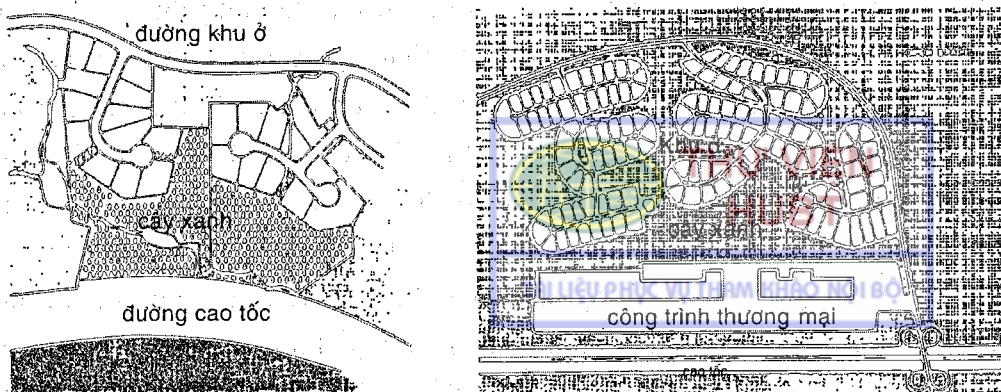 đường khu ở
cây xanh
đường cao tốc
Khu ở
THƯ VIỆN
HUST
cây xanh
TÀI LIỆU PHỤC VỤ THAM KHẢO NỘI BỘ
công trình thương mại
cao tốc